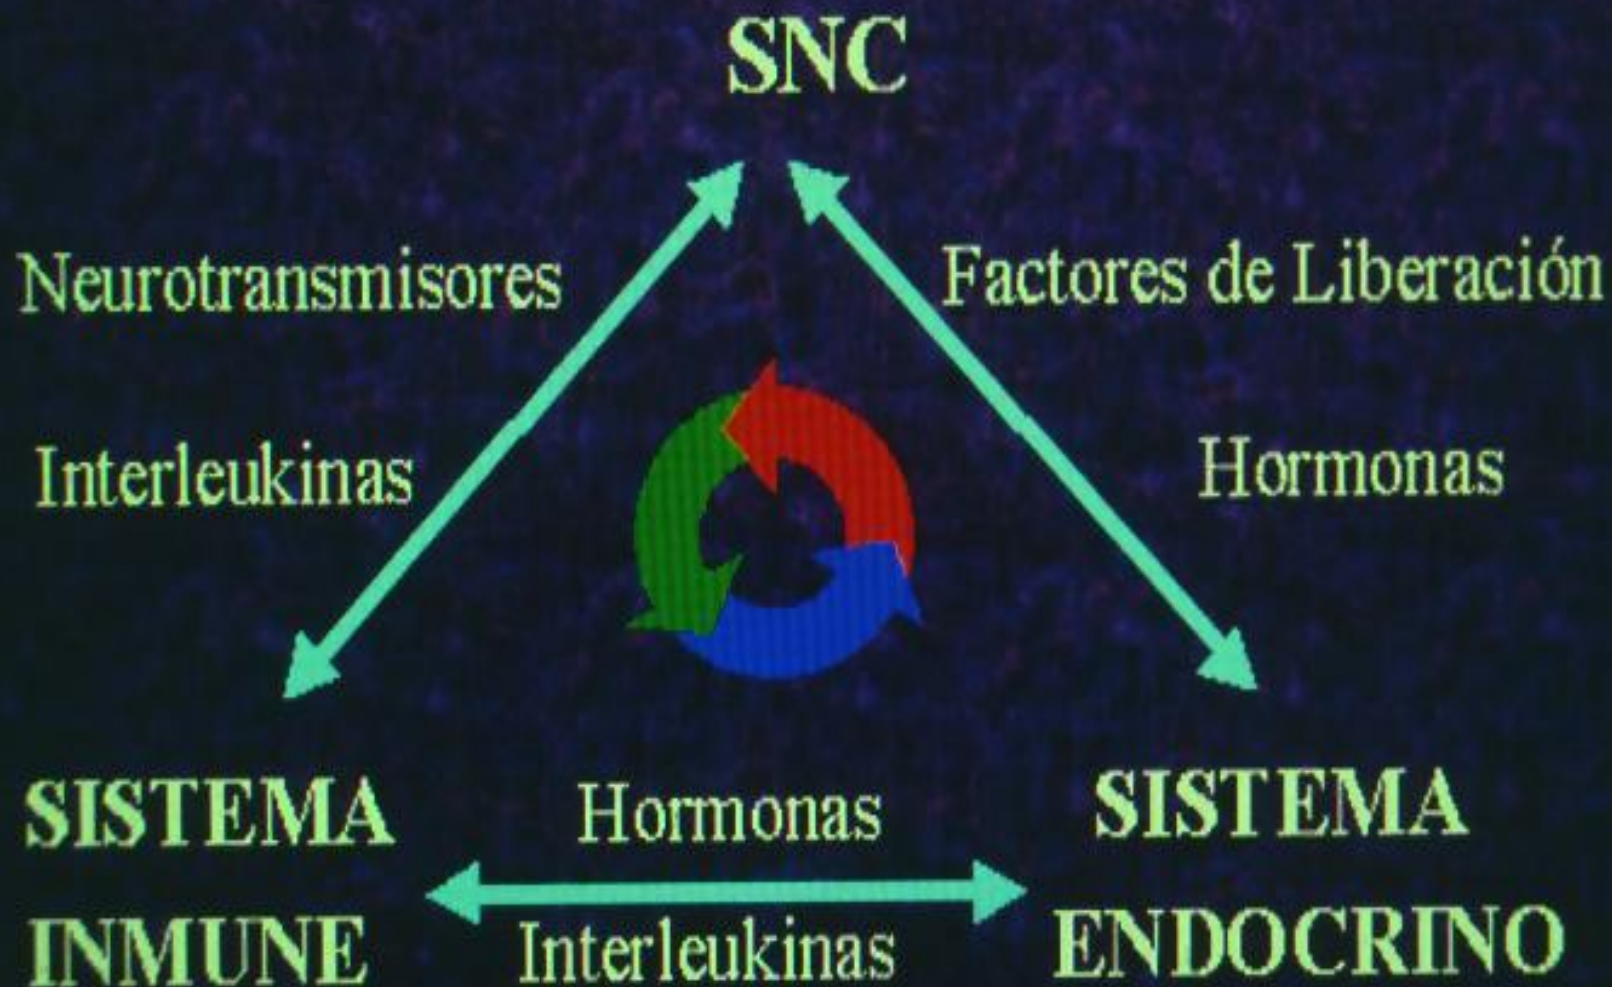 SNC
Neurotransmisores
Factores de Liberación
Interleukinas
Hormonas
SISTEMA
INMUNE
Hormonas
Interleukinas
SISTEMA
ENDOCRINO